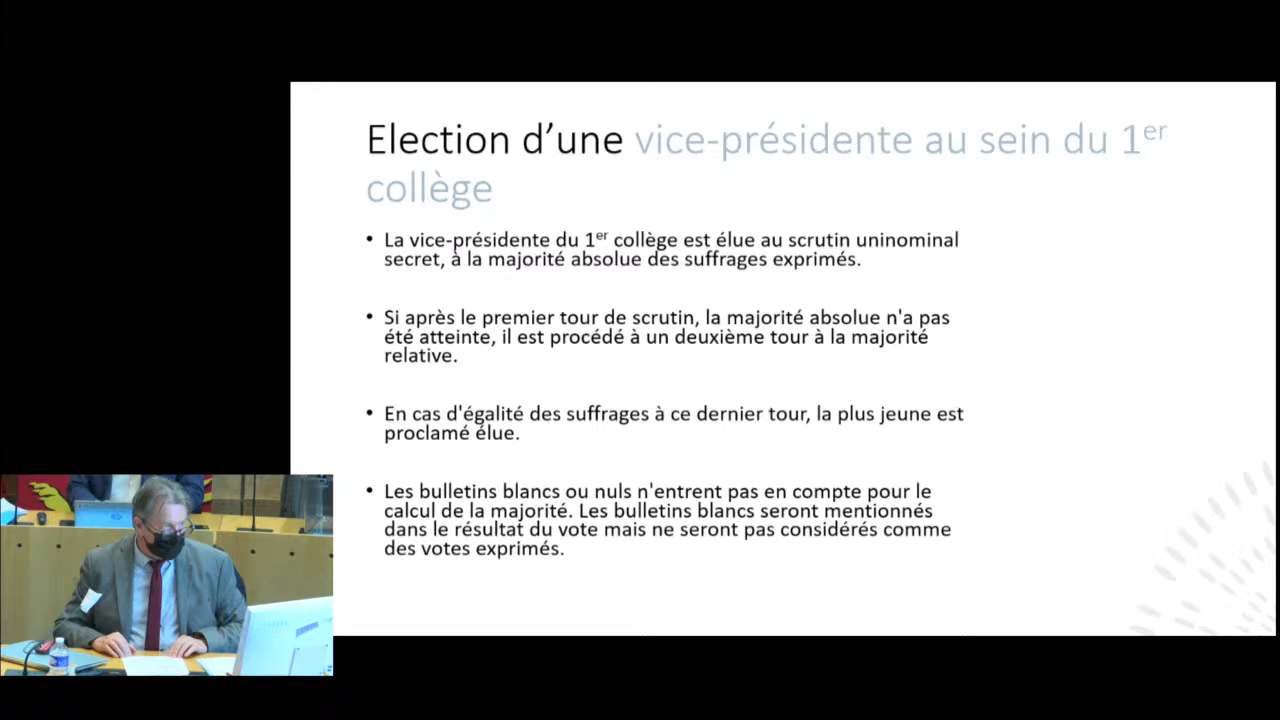 Election d’une vice-présidente au sein du 1er
collège
• La vice-présidente du 1er collège est élue au scrutin uninominal
secret, à la majorité absolue des suffrages exprimés.
• Si après le premier tour de scrutin, la majorité absolue n'a pas
été atteinte, il est procédé à un deuxième tour à la majorité
relative.
• En cas d'égalité des suffrages à ce dernier tour, la plus jeune est
proclamé élue.
• Les bulletins blancs ou nuls n'entrent pas en compte pour le
calcul de la majorité. Les bulletins blancs seront mentionnés
dans le résultat du vote mais ne seront pas considérés comme
des votes exprimés.